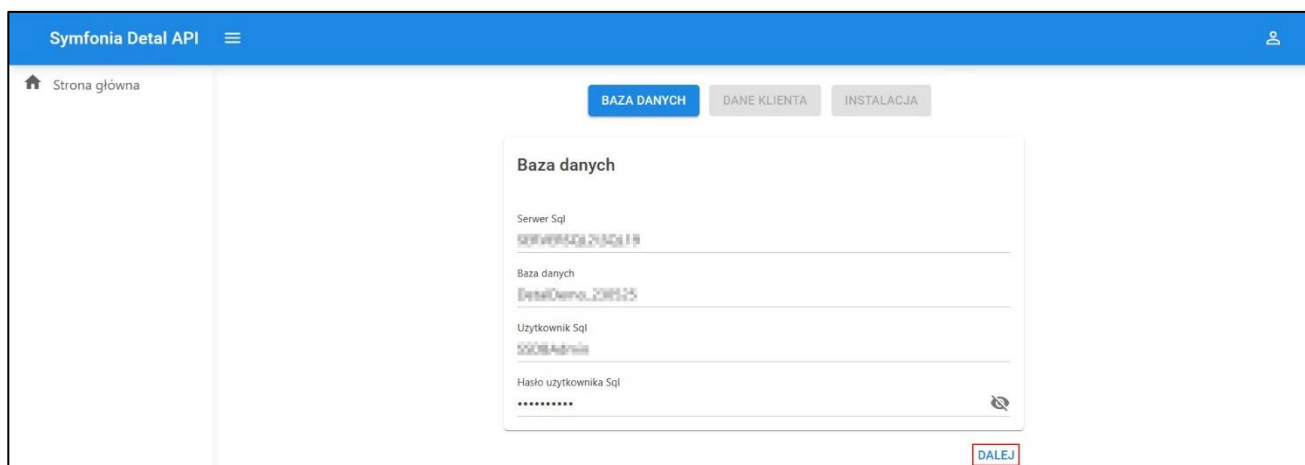 Symfonia Detal API
Strona główna
BAZA DANYCH DANE KLIENTA INSTALACJA
Baza danych
Serwer Sql
Baza danych
Użytkownik Sql
Hasło użytkownika Sql
••••••••••
DALEJ